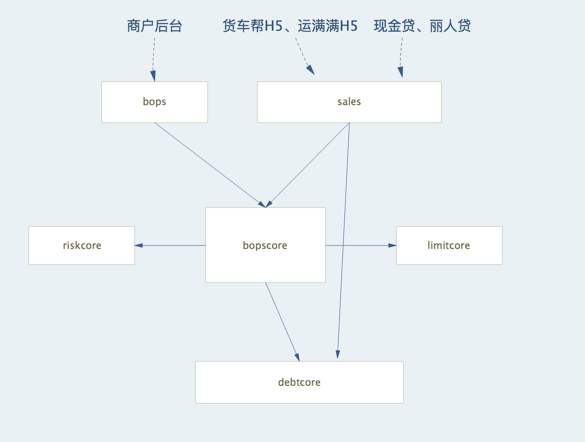 商户后台
货车帮H5、运满满H5
现金贷、丽人贷
bops
sales
riskcore
bopscore
limitcore
debtcore